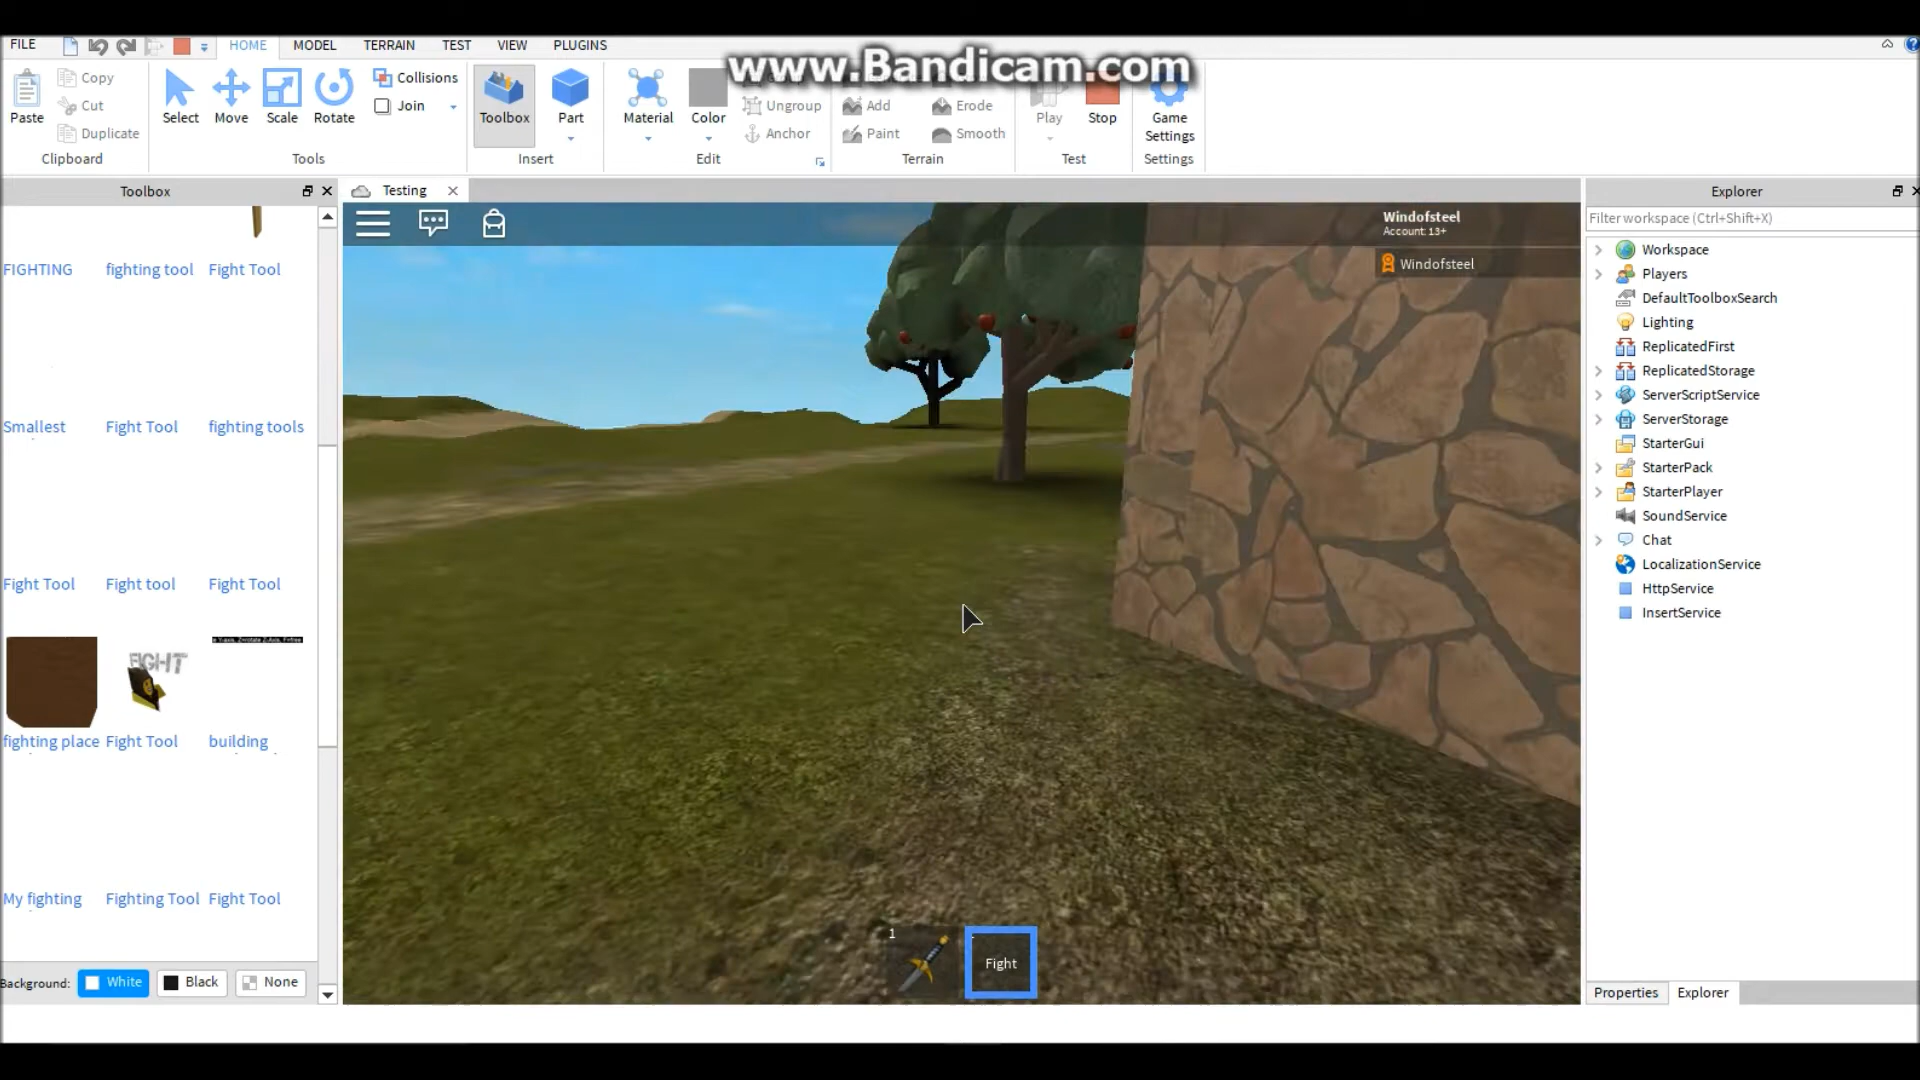 FILE HOME MODEL TERRAIN TEST VIEW PLUGINS
www.Bandicam.com
Paste Copy Cut Duplicate
Clipboard
Select Move Scale Rotate Collisions Join
Tools
Toolbox Part
Insert
Material Color Ungroup Anchor
Edit
Add Erode
Paint Smooth
Terrain
Play Stop
Test
Game
Settings
Settings
Toolbox
Testing
Explorer
FIGHTING fighting tool Fight Tool
Smallest Fight Tool fighting tools
Fight Tool Fight tool Fight Tool
FIGHT
e Y-axis, Z=rotate Z-Axis, F=free
fighting place Fight Tool building
My fighting Fighting Tool Fight Tool
Background: White Black None
Windofsteel
Account: 13+
Windofsteel
1
Fight
Filter workspace (Ctrl+Shift+X)
Workspace
Players
DefaultToolboxSearch
Lighting
ReplicatedFirst
ReplicatedStorage
ServerScriptService
ServerStorage
StarterGui
StarterPack
StarterPlayer
SoundService
Chat
LocalizationService
HttpService
InsertService
Properties Explorer